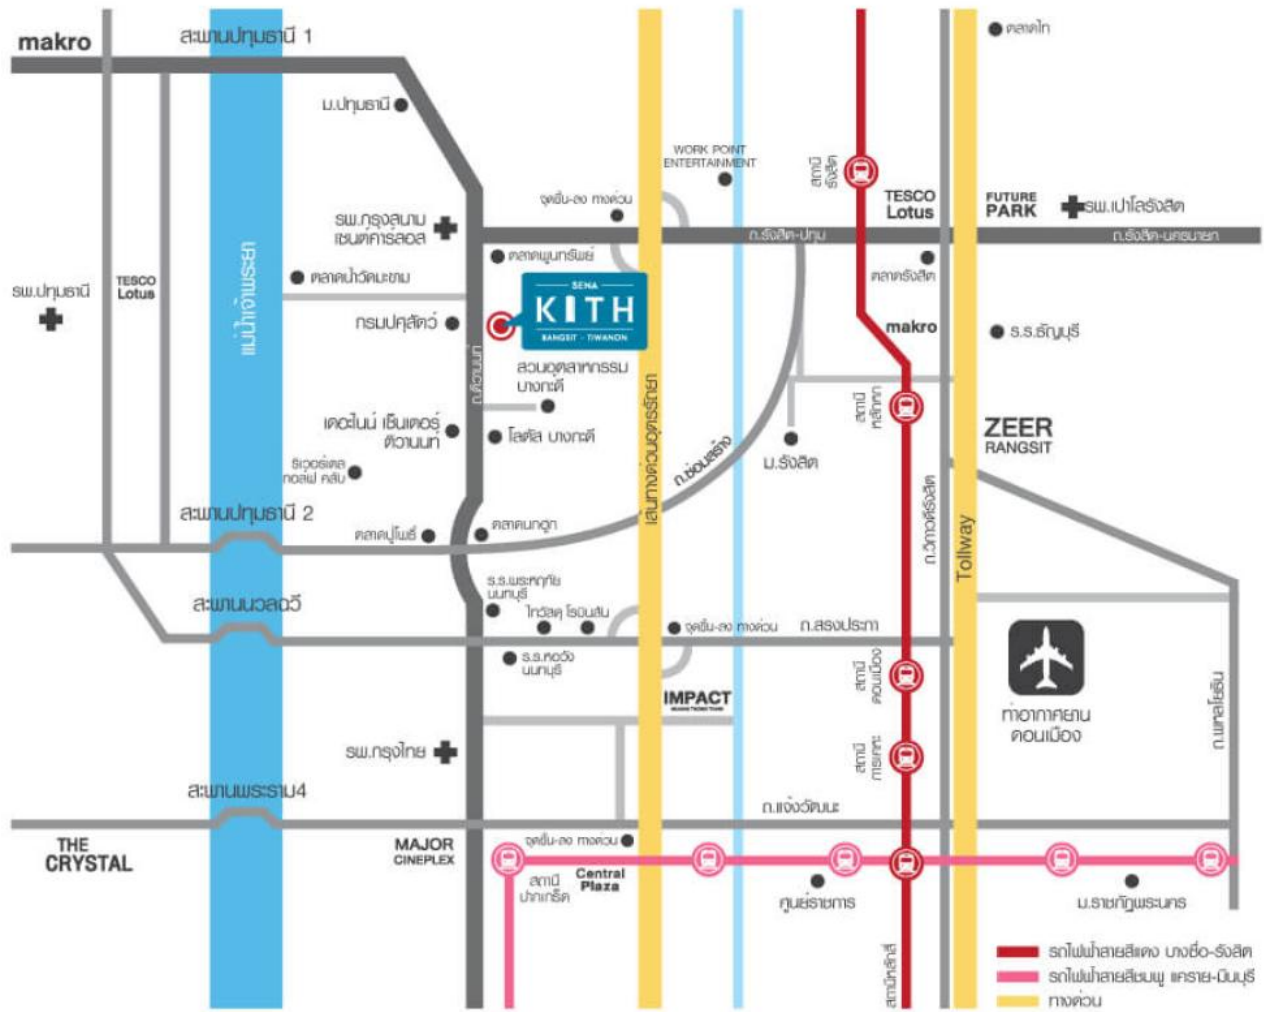 makro
สะพานปทุมธานี 1
ตลาดไท
ม.ปทุมธานี
WORK POINT
ENTERTAINMENT
สถานี
รังสิต
TESCO
Lotus
FUTURE
PARK
รพ.เปาโลรังสิต
จุดขึ้น-ลง ทางด่วน
รพ.กรุงสยาม
เซนต์คาร์ลอส
ถ.รังสิต-ปทุม
ถ.รังสิต-นครนายก
ตลาดพูนทรัพย์
ตลาดรังสิต
แม่น้ำเจ้าพระยา
ตลาดน้ำวัดมะขาม
TESCO
Lotus
รพ.ปทุมธานี
SENA
KITH
RANGSIT - TIWANON
กรมปศุสัตว์
makro
ร.ร.ธัญบุรี
ถ.ติวานนท์
สวนอุตสาหกรรม
บางกะดี
เส้นทางด่วนอุดรรัถยา
สถานี
หลักหก
เดอะไนน์ เซ็นเตอร์
ติวานนท์
โลตัส บางกะดี
ถ.ซ่อมสร้าง
ม.รังสิต
ZEER
RANGSIT
ริเวอร์เดล
กอล์ฟ คลับ
สะพานปทุมธานี 2
ตลาดปู่โพธิ์
ตลาดนกฮูก
ถ.วิภาวดีรังสิต
Tollway
ร.ร.พระหฤทัย
นนทบุรี
สะพานนวลฉวี
ไทวัสดุ โรบินสัน
จุดขึ้น-ลง ทางด่วน
ถ.สรงประภา
ร.ร.หอวัง
นนทบุรี
สถานี
ดอนเมือง
IMPACT
ท่าอากาศยาน
ดอนเมือง
ถ.พหลโยธิน
รพ.กรุงไทย
สถานี
การเคหะ
สะพานพระราม4
ถ.แจ้งวัฒนะ
THE
CRYSTAL
MAJOR
CINEPLEX
จุดขึ้น-ลง ทางด่วน
สถานี
ปากเกร็ด
Central
Plaza
ศูนย์ราชการ
ม.ราชภัฏพระนคร
สถานีหลักสี่
รถไฟฟ้าสายสีแดง บางซื่อ-รังสิต
รถไฟฟ้าสายสีชมพู แคราย-มีนบุรี
ทางด่วน